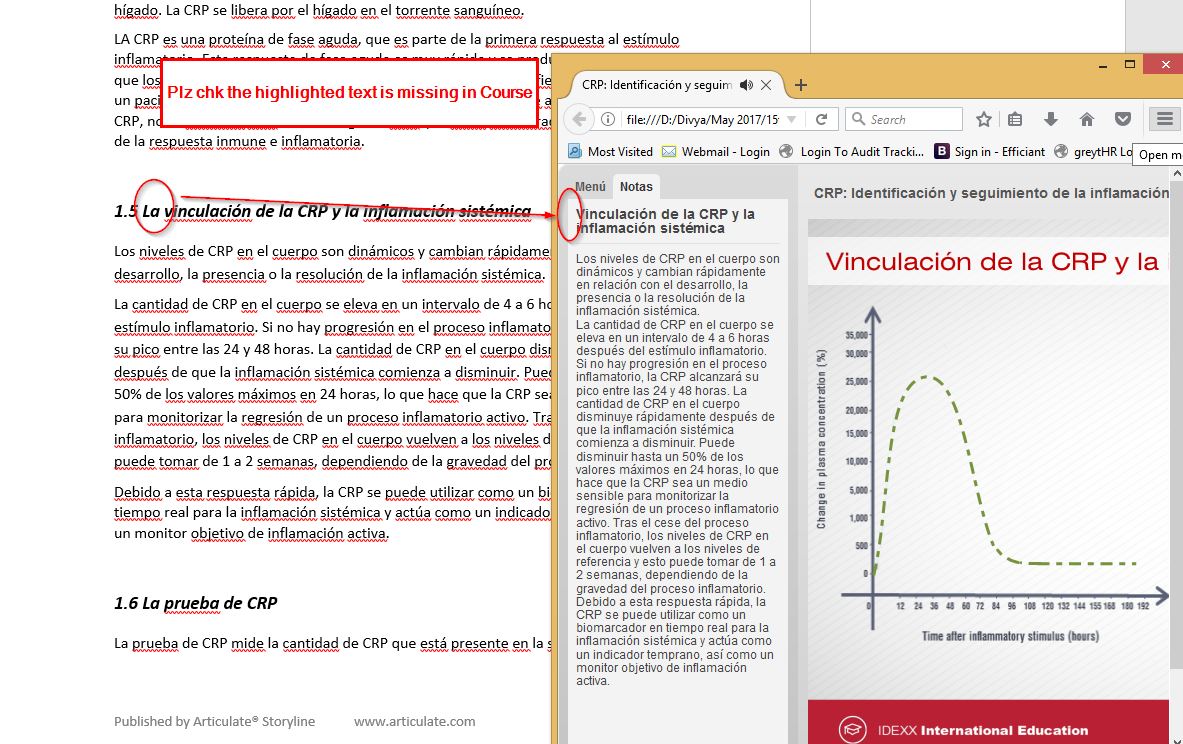 hígado. La CRP se libera por el hígado en el torrente sanguíneo.
LA CRP es una proteína de fase aguda, que es parte de la primera respuesta al estímulo
que los
un pac
CRP, no
de la respuesta inmune e inflamatoria.
Plz chk the highlighted text is missing in Course
1.5 La vinculación de la CRP y la inflamación sistémica
Los niveles de CRP en el cuerpo son dinámicos y cambian rápidame
desarrollo, la presencia o la resolución de la inflamación sistémica.
La cantidad de CRP en el cuerpo se eleva en un intervalo de 4 a 6 ho
estímulo inflamatorio. Si no hay progresión en el proceso inflamato
su pico entre las 24 y 48 horas. La cantidad de CRP en el cuerpo dis
después de que la inflamación sistémica comienza a disminuir. Pued
50% de los valores máximos en 24 horas, lo que hace que la CRP sea
para monitorizar la regresión de un proceso inflamatorio activo. Tra
inflamatorio, los niveles de CRP en el cuerpo vuelven a los niveles d
puede tomar de 1 a 2 semanas, dependiendo de la gravedad del pro
Debido a esta respuesta rápida, la CRP se puede utilizar como un bi
tiempo real para la inflamación sistémica y actúa como un indicado
un monitor objetivo de inflamación activa.
1.6 La prueba de CRP
La prueba de CRP mide la cantidad de CRP que está presente en la s
Published by Articulate® Storyline www.articulate.com
CRP: Identificación y seguim
file:///D:/Divya/May 2017/15
Search
Most Visited Webmail - Login Login To Audit Tracki... B Sign in - Efficiant greytHR Lo
Open m
Menú Notas
CRP: Identificación y seguimiento de la inflamación
Vinculación de la CRP y la
inflamación sistémica
Los niveles de CRP en el cuerpo son
dinámicos y cambian rápidamente
en relación con el desarrollo, la
presencia o la resolución de la
inflamación sistémica.
La cantidad de CRP en el cuerpo se
eleva en un intervalo de 4 a 6 horas
después del estímulo inflamatorio.
Si no hay progresión en el proceso
inflamatorio, la CRP alcanzará su
pico entre las 24 y 48 horas. La
cantidad de CRP en el cuerpo
disminuye rápidamente después de
que la inflamación sistémica
comienza a disminuir. Puede
disminuir hasta un 50% de los
valores máximos en 24 horas, lo que
hace que la CRP sea un medio
sensible para monitorizar la
regresión de un proceso inflamatorio
activo. Tras el cese del proceso
inflamatorio, los niveles de CRP en
el cuerpo vuelven a los niveles de
referencia y esto puede tomar de 1 a
2 semanas, dependiendo de la
gravedad del proceso inflamatorio.
Debido a esta respuesta rápida, la
CRP se puede utilizar como un
biomarcador en tiempo real para la
inflamación sistémica y actúa como
un indicador temprano, así como un
monitor objetivo de inflamación
activa.
Vinculación de la CRP y la i
Change in plasma concentration (%)
35,000
30,000
25,000
20,000
15,000
10,000
5,000
1,000
500
0
0 12 24 36 48 60 72 84 96 108 120 132 144 155 168 180 192
Time after inflammatory stimulus (hours)
IDEXX International Education